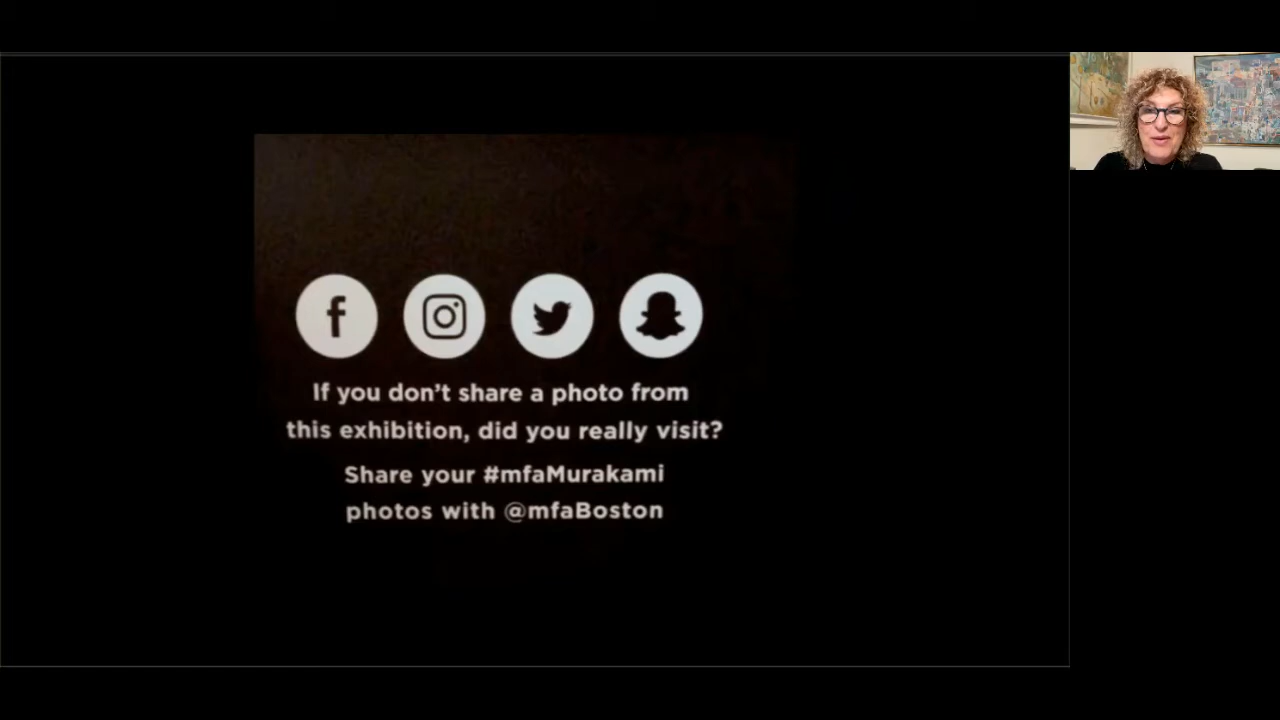 If you don't share a photo from
this exhibition, did you really visit?
Share your #mfaMurakami
photos with @mfaBoston